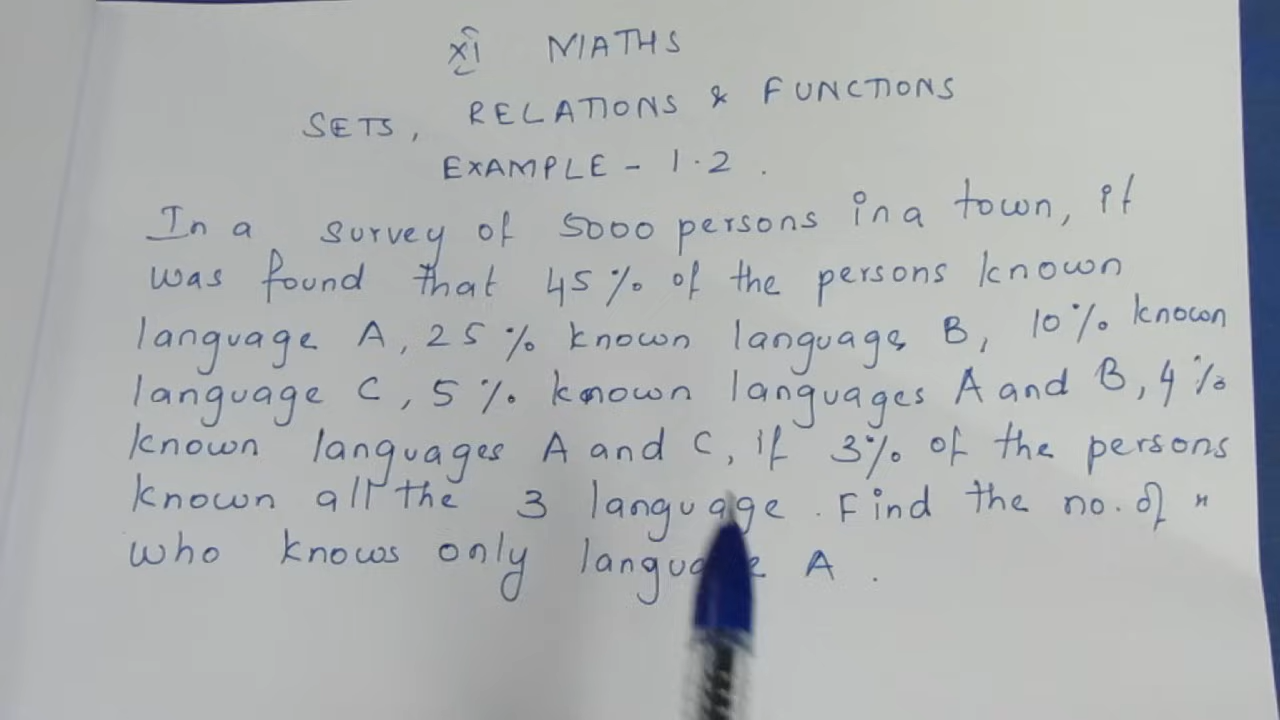 XI MATHS
SETS, RELATIONS & FUNCTIONS
EXAMPLE - 1.2.
In a survey of 5000 persons in a town, it
was found that 45% of the persons known
language A, 25% known language B, 10% known
language C, 5% known languages A and B, 4%
known languages A and C, if 3% of the persons
known all the 3 language. Find the no. of "
who knows only language A.